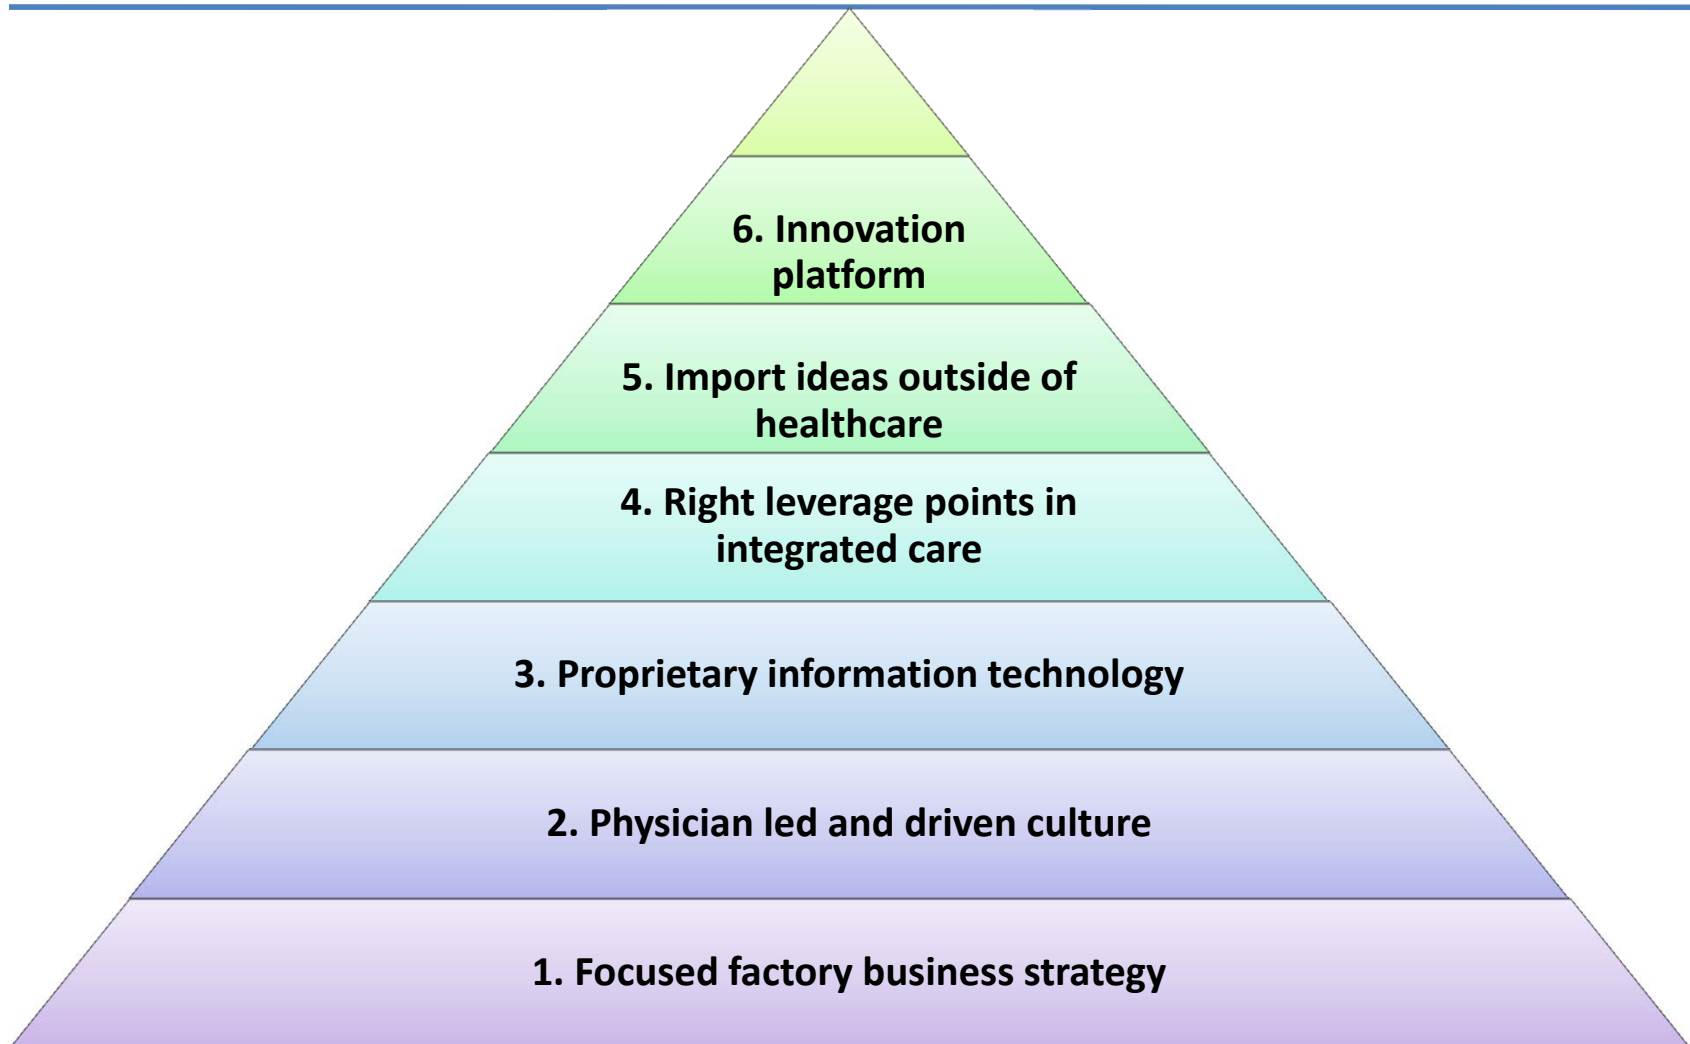 6. Innovation
platform
5. Import ideas outside of
healthcare
4. Right leverage points in
integrated care
3. Proprietary information technology
2. Physician led and driven culture
1. Focused factory business strategy